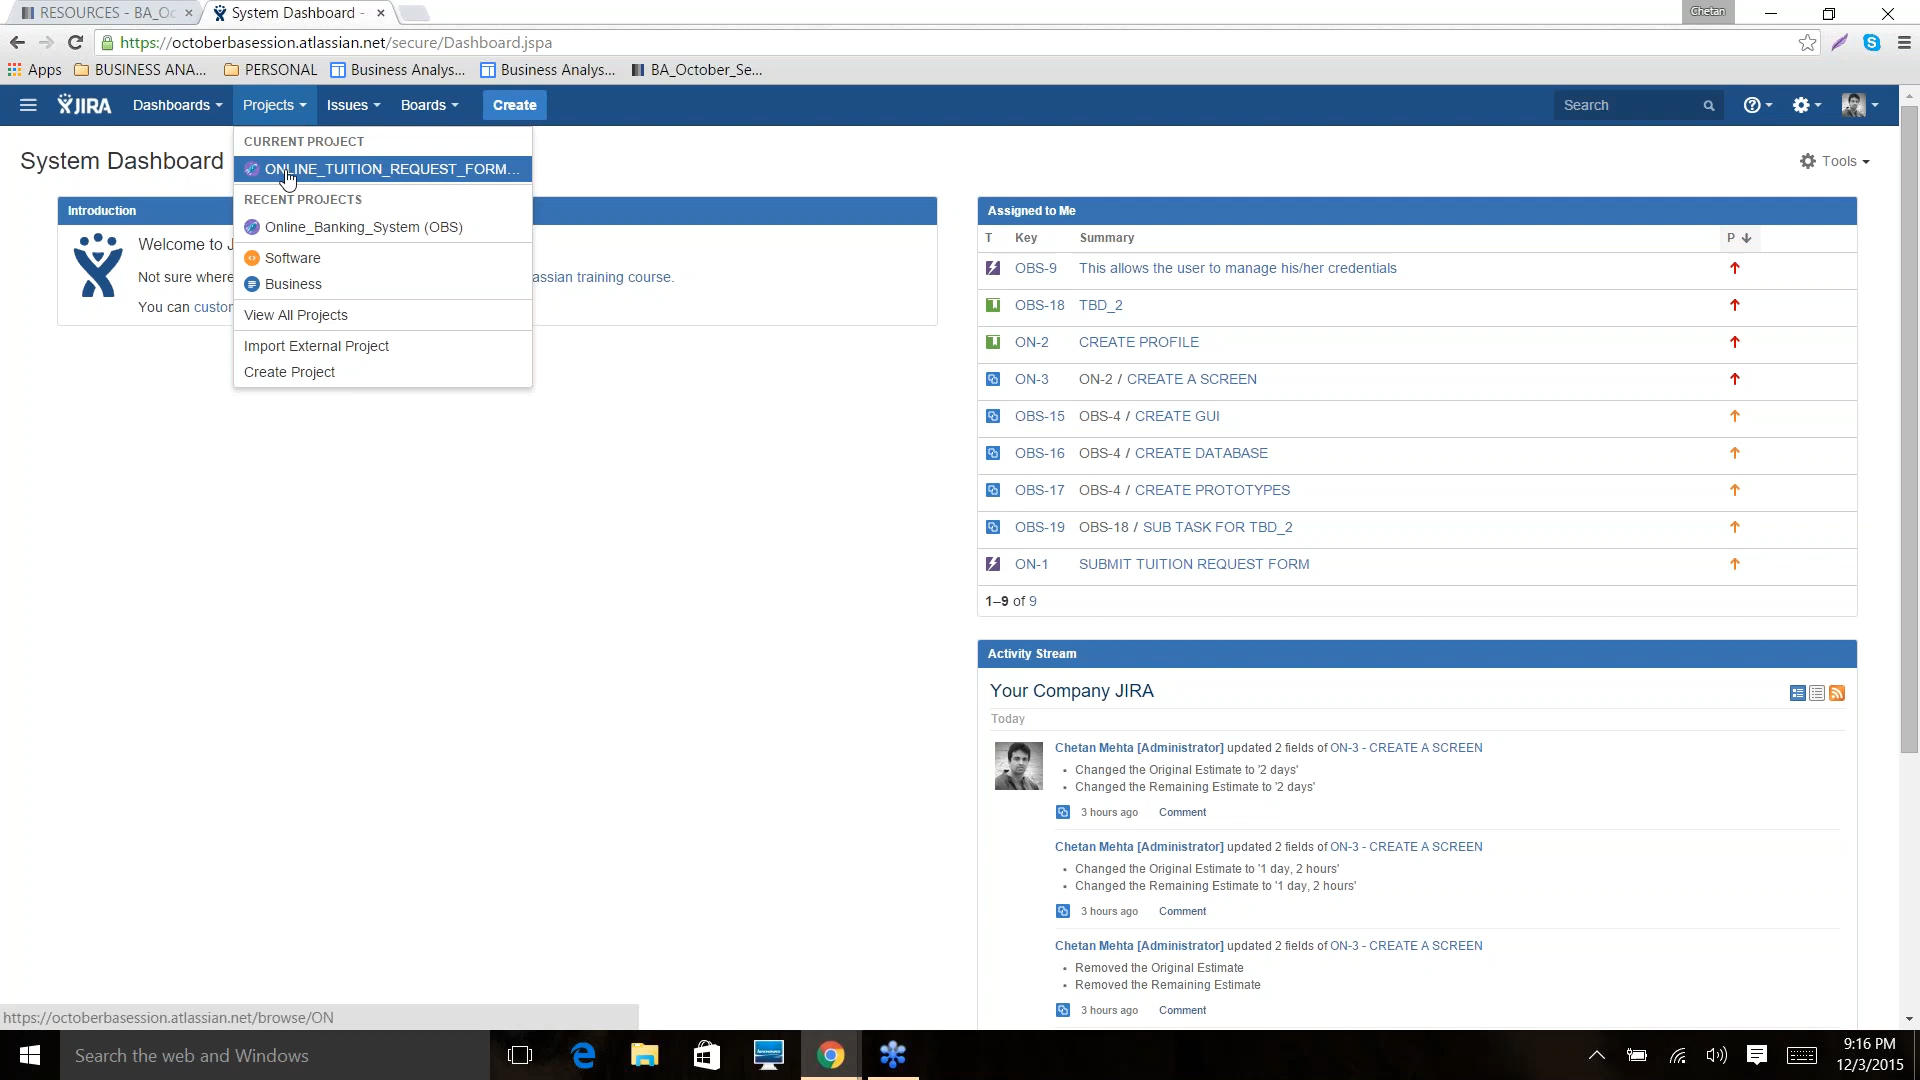 RESOURCES - BA_Oc
System Dashboard -
Chetan
https://octoberbasession.atlassian.net/secure/Dashboard.jspa
Apps
BUSINESS ANA...
PERSONAL
Business Analys...
Business Analys...
BA_October_Se...
JIRA
Dashboards
Projects
Issues
Boards
Create
Search
CURRENT PROJECT
ONLINE_TUITION_REQUEST_FORM...
RECENT PROJECTS
Online_Banking_System (OBS)
Software
Business
View All Projects
Import External Project
Create Project
System Dashboard
Tools
Introduction
Welcome to J
Not sure where
assian training course.
You can custor
Assigned to Me
T Key Summary P
OBS-9 This allows the user to manage his/her credentials
OBS-18 TBD_2
ON-2 CREATE PROFILE
ON-3 ON-2 / CREATE A SCREEN
OBS-15 OBS-4 / CREATE GUI
OBS-16 OBS-4 / CREATE DATABASE
OBS-17 OBS-4 / CREATE PROTOTYPES
OBS-19 OBS-18 / SUB TASK FOR TBD_2
ON-1 SUBMIT TUITION REQUEST FORM
1–9 of 9
Activity Stream
Your Company JIRA
Today
Chetan Mehta [Administrator] updated 2 fields of ON-3 - CREATE A SCREEN
Changed the Original Estimate to '2 days'
Changed the Remaining Estimate to '2 days'
3 hours ago Comment
Chetan Mehta [Administrator] updated 2 fields of ON-3 - CREATE A SCREEN
Changed the Original Estimate to '1 day, 2 hours'
Changed the Remaining Estimate to '1 day, 2 hours'
3 hours ago Comment
Chetan Mehta [Administrator] updated 2 fields of ON-3 - CREATE A SCREEN
Removed the Original Estimate
Removed the Remaining Estimate
3 hours ago Comment
https://octoberbasession.atlassian.net/browse/ON
Search the web and Windows
9:16 PM
12/3/2015